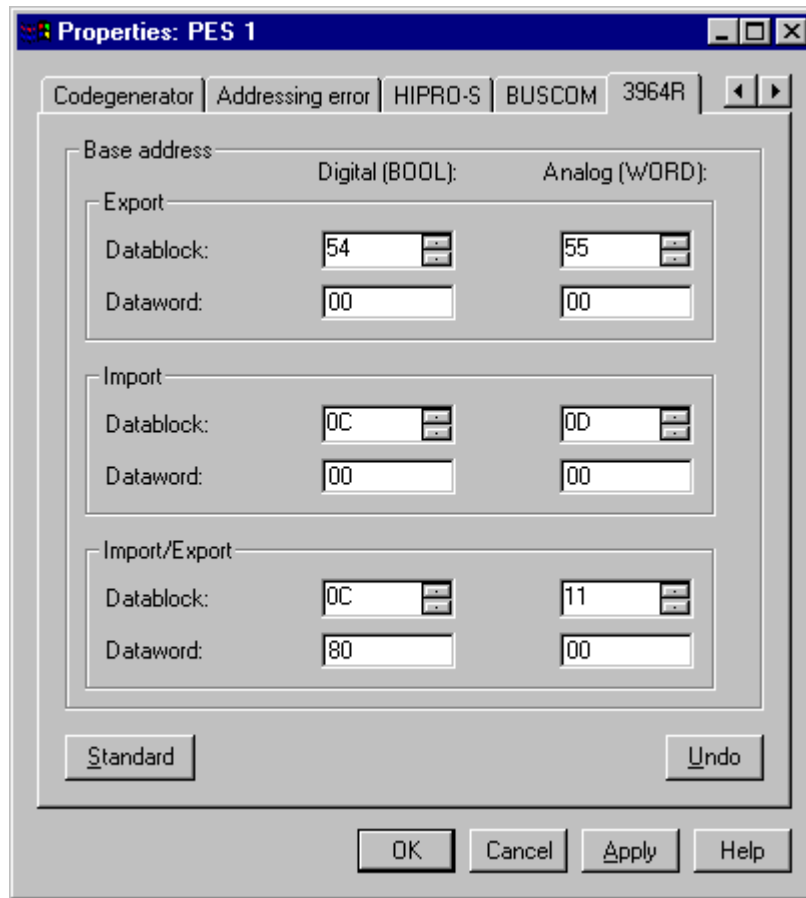 Properties: PES 1
Codegenerator Addressing error HIPRO-S BUSCOM 3964R
Base address
Digital (BOOL): Analog (WORD):
Export
Datablock: 54 55
Dataword: 00 00
Import
Datablock: 0C 0D
Dataword: 00 00
Import/Export
Datablock: 0C 11
Dataword: 80 00
Standard Undo
OK Cancel Apply Help